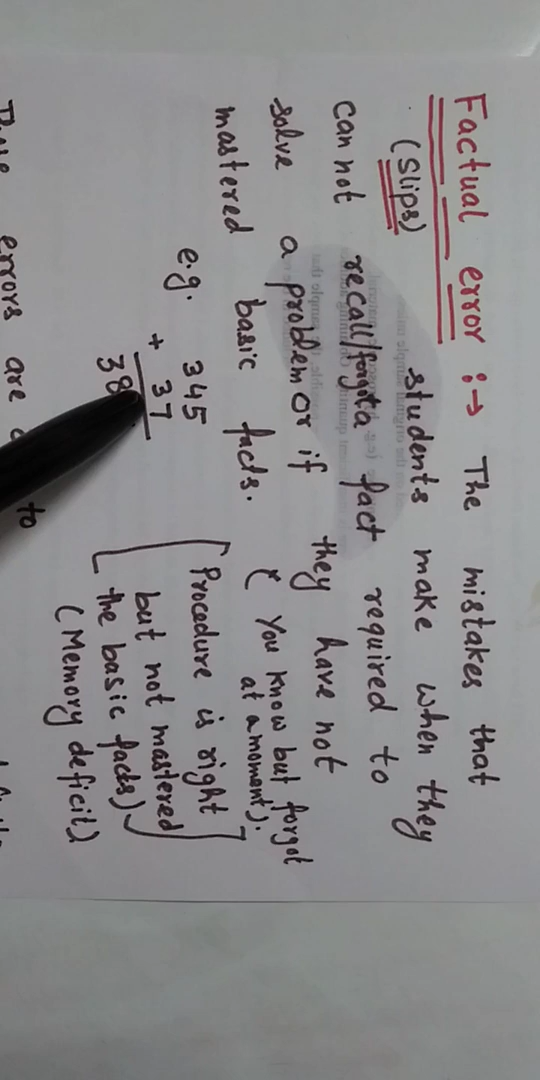 Factual error :→ The mistakes that
(Slips) students make when they
can not recall/forgot a fact required to
solve a problem or if they have not
mastered basic facts. ( You know but forgot
at a moment).
e.g. 345
+ 37
38
[Procedure is right
but not mastered
the basic facts)
(Memory deficit)
errors are
to